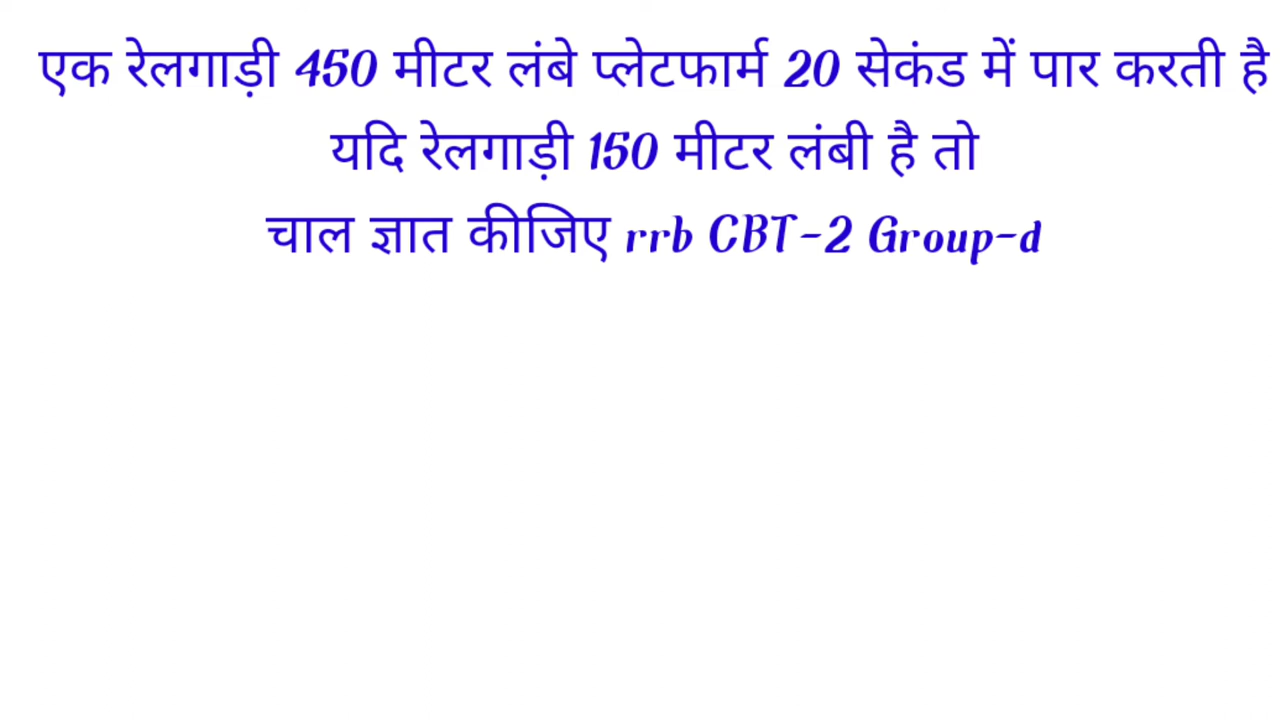 एक रेलगाड़ी 450 मीटर लंबे प्लेटफार्म 20 सेकंड में पार करती है
यदि रेलगाड़ी 150 मीटर लंबी है तो
चाल ज्ञात कीजिए rrb CBT-2 Group-d